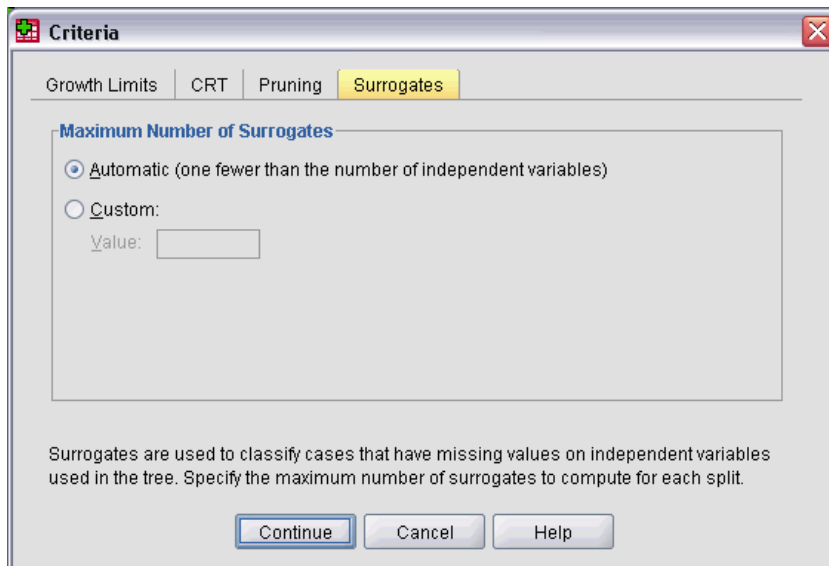 Criteria
Growth Limits CRT Pruning Surrogates
Maximum Number of Surrogates
Automatic (one fewer than the number of independent variables)
Custom:
Value:
Surrogates are used to classify cases that have missing values on independent variables
used in the tree. Specify the maximum number of surrogates to compute for each split.
Continue Cancel Help